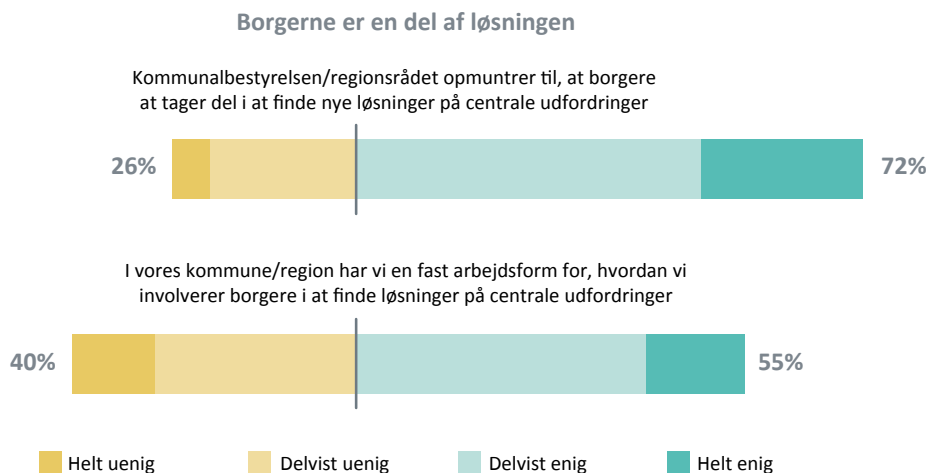 Borgerne er en del af løsningen
Kommunalbestyrelsen/regionsrådet opmuntrer til, at borgere
at tager del i at finde nye løsninger på centrale udfordringer
26%
72%
I vores kommune/region har vi en fast arbejdsform for, hvordan vi
involverer borgere i at finde løsninger på centrale udfordringer
40%
55%
Helt uenig
Delvist uenig
Delvist enig
Helt enig